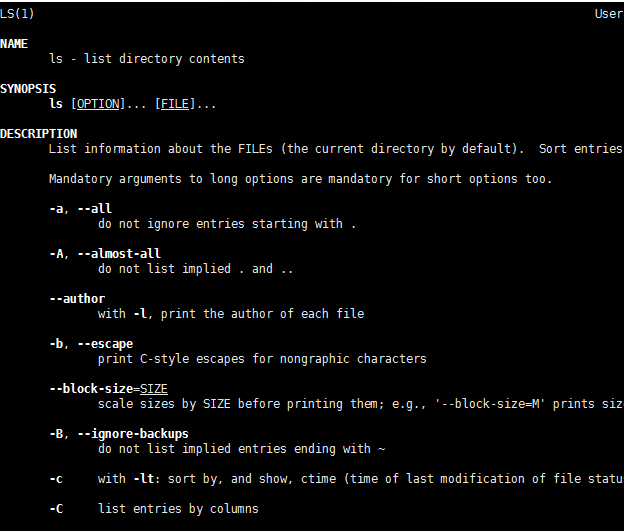 LS(1) User
NAME
ls - list directory contents
SYNOPSIS
ls [OPTION]... [FILE]...
DESCRIPTION
List information about the FILEs (the current directory by default). Sort entries
Mandatory arguments to long options are mandatory for short options too.
-a, --all
do not ignore entries starting with .
-A, --almost-all
do not list implied . and ..
--author
with -l, print the author of each file
-b, --escape
print C-style escapes for nongraphic characters
--block-size=SIZE
scale sizes by SIZE before printing them; e.g., '--block-size=M' prints siz
-B, --ignore-backups
do not list implied entries ending with ~
-c with -lt: sort by, and show, ctime (time of last modification of file statu
-C list entries by columns